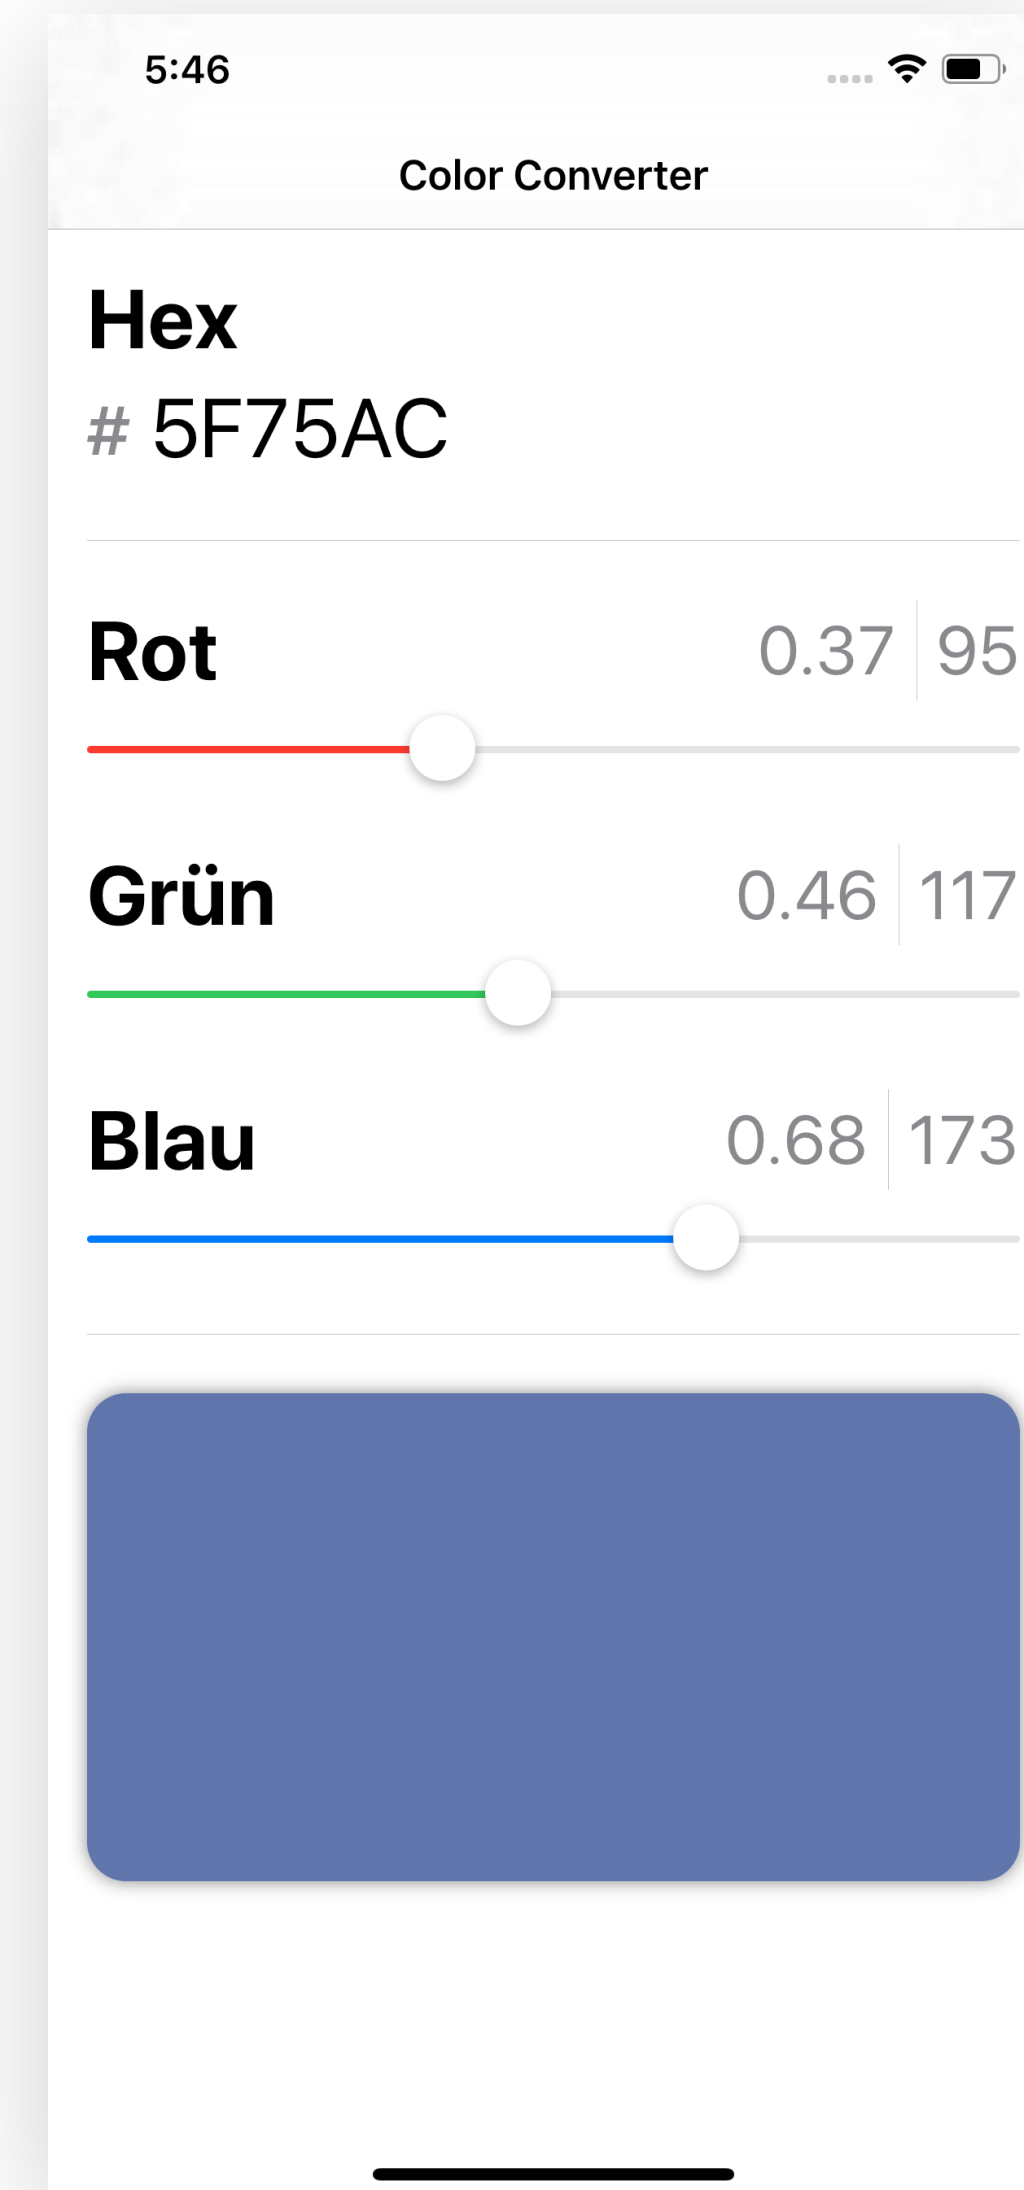 5:46
Color Converter
Hex
# 5F75AC
Rot 0.37 95
Grün 0.46 117
Blau 0.68 173